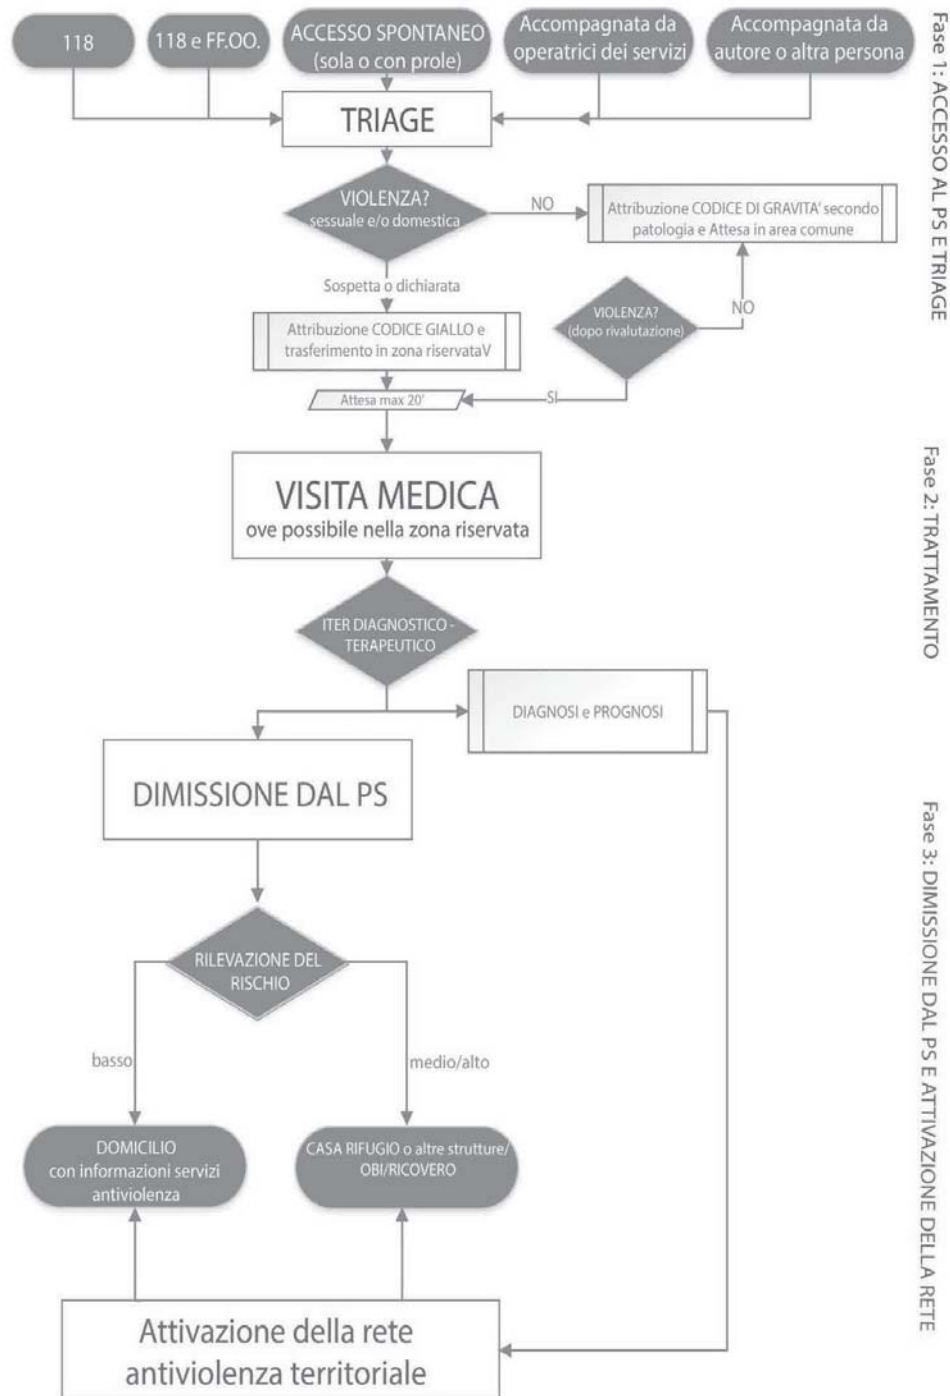 118
118 e FF.OO.
ACCESSO SPONTANEO
(sola o con prole)
Accompagnata da
operatrici dei servizi
Accompagnata da
autore o altra persona
Fase 1: ACCESSO AL PS E TRIAGE
TRIAGE
VIOLENZA?
sessuale e/o domestica
NO
Attribuzione CODICE DI GRAVITA' secondo
patologia e Attesa in area comune
Sospetta o dichiarata
VIOLENZA?
(dopo rivalutazione)
NO
Attribuzione CODICE GIALLO e
trasferimento in zona riservataV
Attesa max 20'
SI
Fase 2: TRATTAMENTO
VISITA MEDICA
ove possibile nella zona riservata
ITER DIAGNOSTICO -
TERAPEUTICO
DIAGNOSI e PROGNOSI
Fase 3: DIMISSIONE DAL PS E ATTIVAZIONE DELLA RETE
DIMISSIONE DAL PS
RILEVAZIONE DEL
RISCHIO
basso
medio/alto
DOMICILIO
con informazioni servizi
antiviolenza
CASA RIFUGIO o altre strutture/
OBI/RICOVERO
Attivazione della rete
antiviolenza territoriale